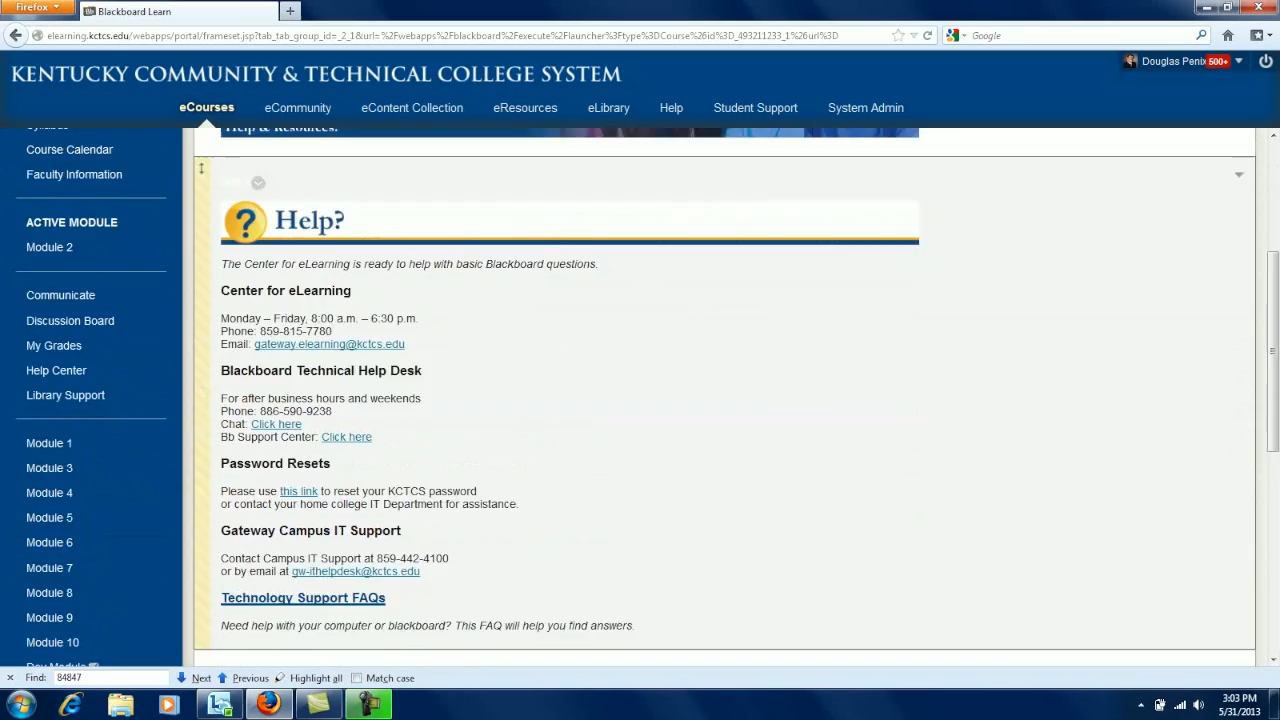 Firefox
Blackboard Learn
elearning.kctcs.edu/webapps/portal/frameset.jsp?tab_tab_group_id=_2_1&url=%2Fwebapps%2Fblackboard%2Fexecute%2Flauncher%3Ftype%3DCourse%26id%3D_493211233_1%26url%3D
Google
KENTUCKY COMMUNITY & TECHNICAL COLLEGE SYSTEM
Douglas Penix 500+
eCourses eCommunity eContent Collection eResources eLibrary Help Student Support System Admin
Syllabus
Help & Resources.
Course Calendar
Faculty Information
ACTIVE MODULE
Module 2
Communicate
Discussion Board
My Grades
Help Center
Library Support
Module 1
Module 3
Module 4
Module 5
Module 6
Module 7
Module 8
Module 9
Module 10
Dev Module
? Help?
The Center for eLearning is ready to help with basic Blackboard questions.
Center for eLearning
Monday – Friday, 8:00 a.m. – 6:30 p.m.
Phone: 859-815-7780
Email: gateway.elearning@kctcs.edu
Blackboard Technical Help Desk
For after business hours and weekends
Phone: 886-590-9238
Chat: Click here
Bb Support Center: Click here
Password Resets
Please use this link to reset your KCTCS password
or contact your home college IT Department for assistance.
Gateway Campus IT Support
Contact Campus IT Support at 859-442-4100
or by email at gw-ithelpdesk@kctcs.edu
Technology Support FAQs
Need help with your computer or blackboard? This FAQ will help you find answers.
Find: 84847 Next Previous Highlight all Match case
3:03 PM
5/31/2013